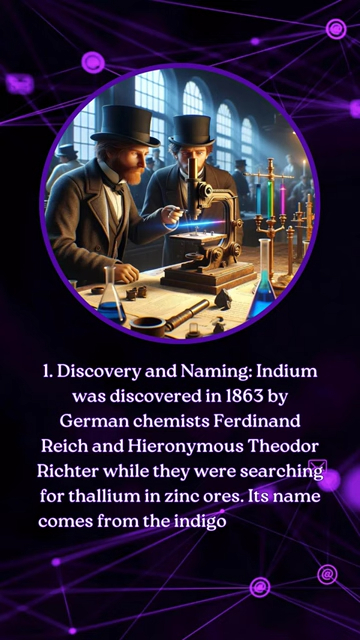 1. Discovery and Naming: Indium
was discovered in 1863 by
German chemists Ferdinand
Reich and Hieronymous Theodor
Richter while they were searching
for thallium in zinc ores. Its name
comes from the indigo